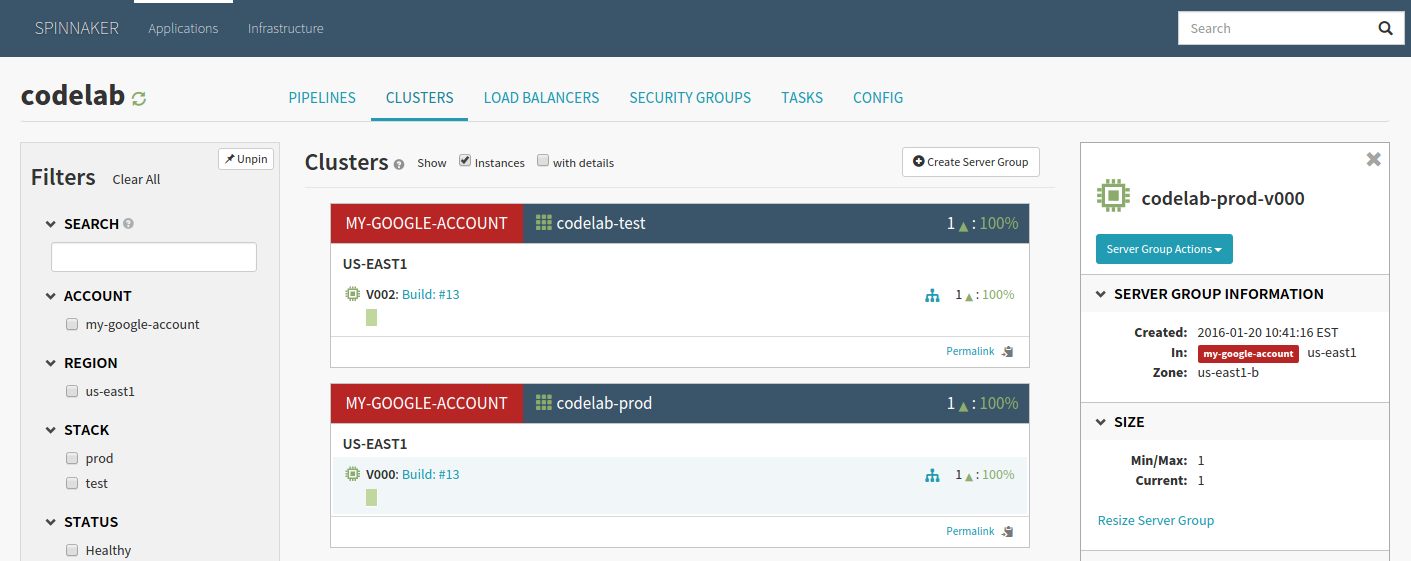 SPINNAKER Applications Infrastructure Search
codelab PIPELINES CLUSTERS LOAD BALANCERS SECURITY GROUPS TASKS CONFIG
Unpin
Filters Clear All
SEARCH ?
ACCOUNT
my-google-account
REGION
us-east1
STACK
prod
test
STATUS
Healthy
Clusters ? Show Instances with details Create Server Group
MY-GOOGLE-ACCOUNT codelab-test 1 : 100%
US-EAST1
V002: Build: #13 1 : 100%
Permalink
MY-GOOGLE-ACCOUNT codelab-prod 1 : 100%
US-EAST1
V000: Build: #13 1 : 100%
Permalink
codelab-prod-v000
Server Group Actions
SERVER GROUP INFORMATION
Created: 2016-01-20 10:41:16 EST
In: my-google-account us-east1
Zone: us-east1-b
SIZE
Min/Max: 1
Current: 1
Resize Server Group